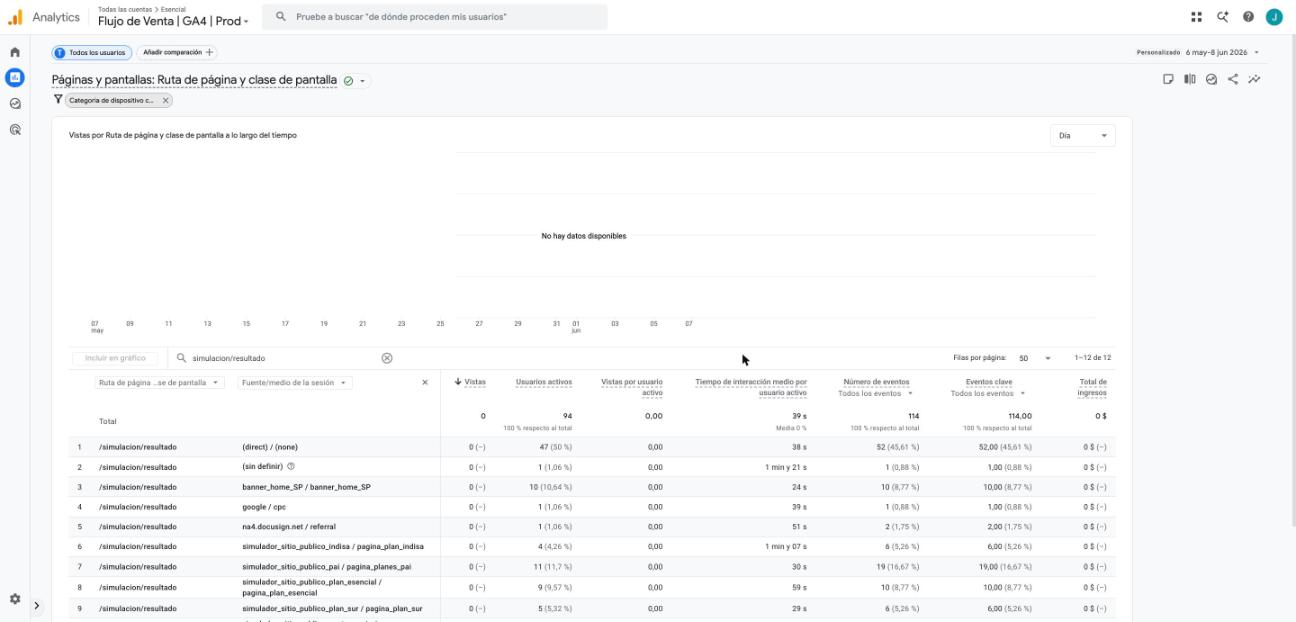 Analytics
Todas las cuentas > Esencial
Flujo de Venta | GA4 | Prod
Pruebe a buscar "de dónde proceden mis usuarios"
J
T Todos los usuarios
Añadir comparación +
Personalizado 6 may-8 jun 2026
Páginas y pantallas: Ruta de página y clase de pantalla
Categoría de dispositivo c...
Vistas por Ruta de página y clase de pantalla a lo largo del tiempo
Día
No hay datos disponibles
07 09 11 13 15 17 19 21 23 25 27 29 31 01 03 05 07
may jun
Incluir en gráfico
simulacion/resultado
Filas por página: 50 1–12 de 12
Ruta de página ...se de pantalla Fuente/medio de la sesión
Vistas
Usuarios activos
Vistas por usuario activo
Tiempo de interacción medio por usuario activo
Número de eventos
Todos los eventos
Eventos clave
Todos los eventos
Total de ingresos
Total 0 94 0,00 39 s 114 114,00 0 $
100 % respecto al total Media 0 % 100 % respecto al total 100 % respecto al total
1 /simulacion/resultado (direct) / (none) 0 (–) 47 (50 %) 0,00 38 s 52 (45,61 %) 52,00 (45,61 %) 0 $ (–)
2 /simulacion/resultado (sin definir) 0 (–) 1 (1,06 %) 0,00 1 min y 21 s 1 (0,88 %) 1,00 (0,88 %) 0 $ (–)
3 /simulacion/resultado banner_home_SP / banner_home_SP 0 (–) 10 (10,64 %) 0,00 24 s 10 (8,77 %) 10,00 (8,77 %) 0 $ (–)
4 /simulacion/resultado google / cpc 0 (–) 1 (1,06 %) 0,00 39 s 1 (0,88 %) 1,00 (0,88 %) 0 $ (–)
5 /simulacion/resultado na4.docusign.net / referral 0 (–) 1 (1,06 %) 0,00 51 s 2 (1,75 %) 2,00 (1,75 %) 0 $ (–)
6 /simulacion/resultado simulador_sitio_publico_indisa / pagina_plan_indisa 0 (–) 4 (4,26 %) 0,00 1 min y 07 s 6 (5,26 %) 6,00 (5,26 %) 0 $ (–)
7 /simulacion/resultado simulador_sitio_publico_pai / pagina_planes_pai 0 (–) 11 (11,7 %) 0,00 30 s 19 (16,67 %) 19,00 (16,67 %) 0 $ (–)
8 /simulacion/resultado simulador_sitio_publico_plan_esencial / pagina_plan_esencial 0 (–) 9 (9,57 %) 0,00 59 s 10 (8,77 %) 10,00 (8,77 %) 0 $ (–)
9 /simulacion/resultado simulador_sitio_publico_plan_sur / pagina_plan_sur 0 (–) 5 (5,32 %) 0,00 29 s 6 (5,26 %) 6,00 (5,26 %) 0 $ (–)